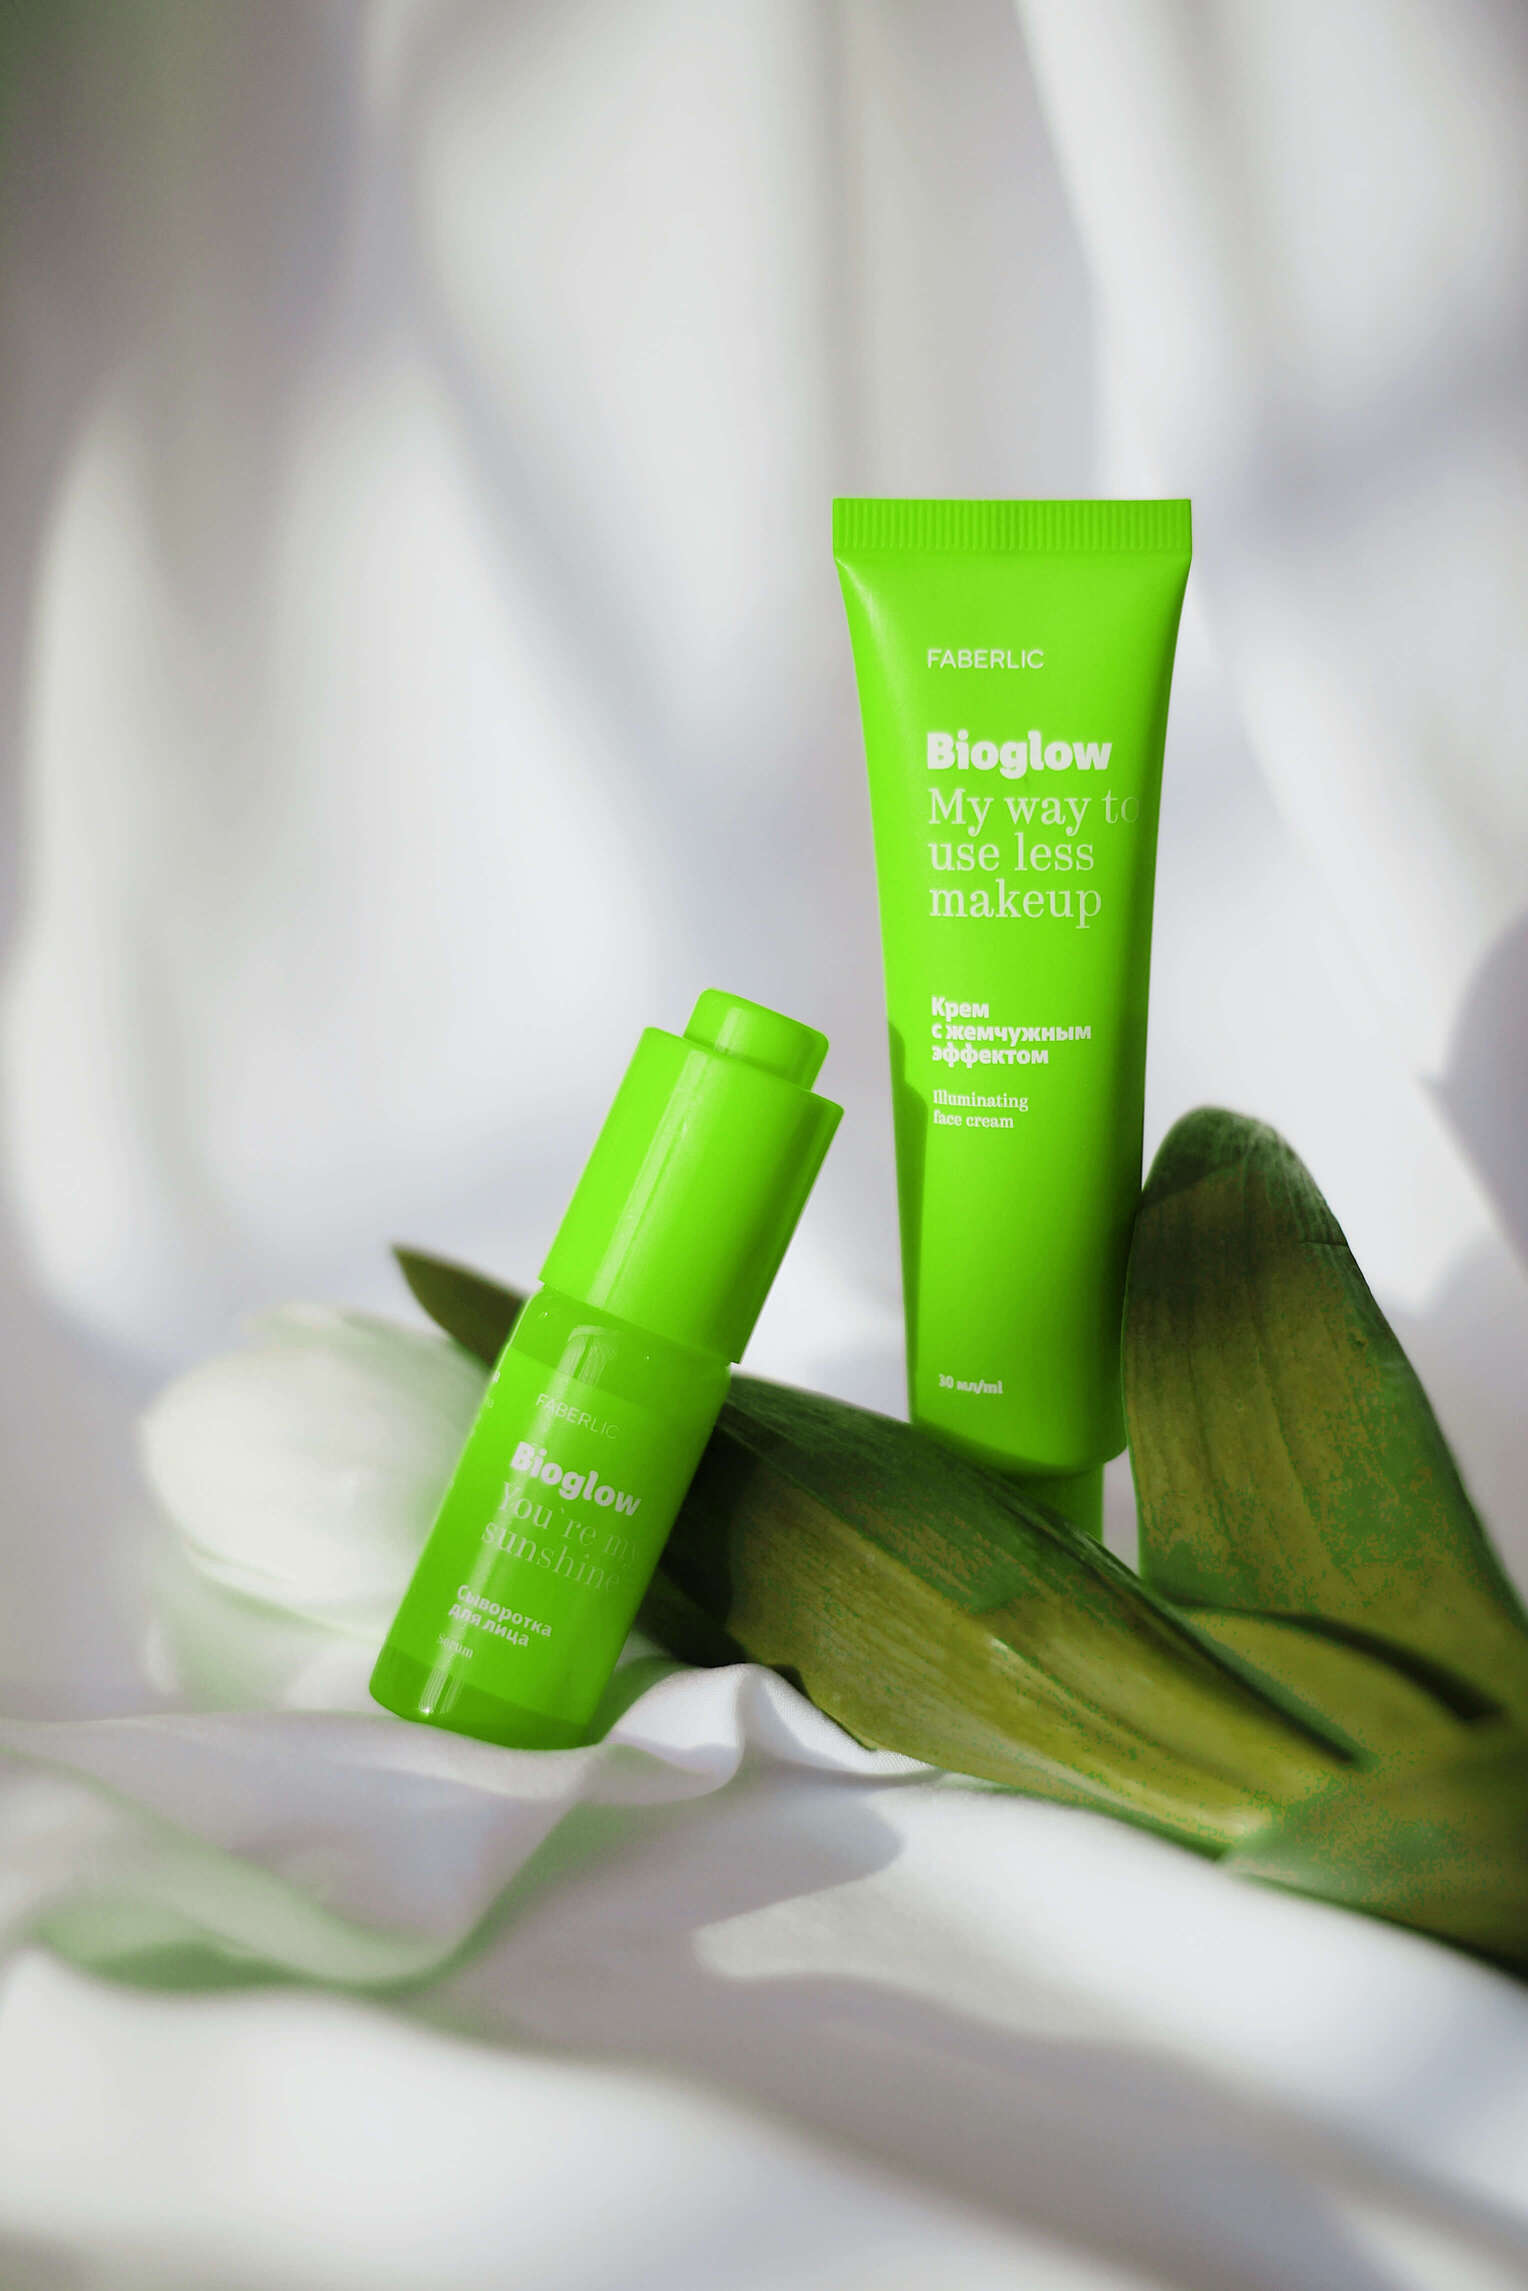 FABERLIC
Bioglow
My way to
use less
makeup
Крем
с жемчужным
эффектом
Illuminating
face cream
30 мл/ml
FABERLIC
Bioglow
You`re my
sunshine
Сыворотка
для лица
Serum